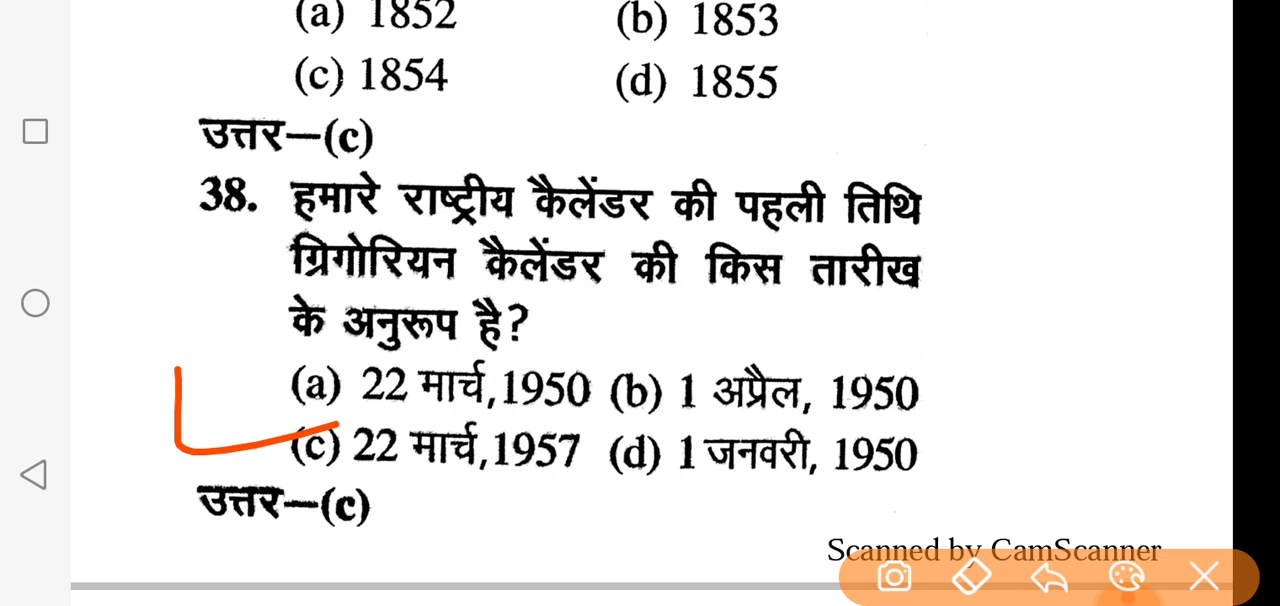 (a) 1852 (b) 1853
(c) 1854 (d) 1855
उत्तर—(c)
38. हमारे राष्ट्रीय कैलेंडर की पहली तिथि
ग्रिगोरियन कैलेंडर की किस तारीख
के अनुरूप है?
(a) 22 मार्च,1950 (b) 1 अप्रैल, 1950
(c) 22 मार्च,1957 (d) 1 जनवरी, 1950
उत्तर—(c)
Scanned by CamScanner